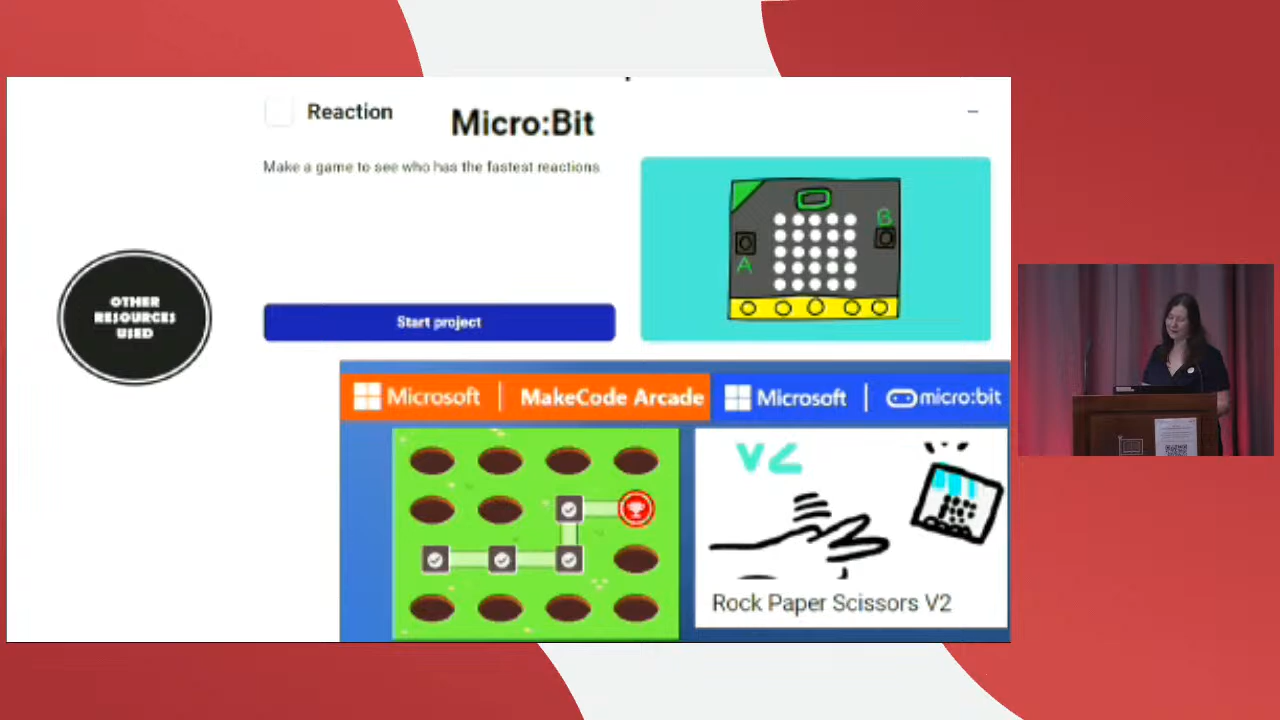 Reaction
Micro:Bit
Make a game to see who has the fastest reactions
OTHER
RESOURCES
USED
A
B
Start project
Microsoft | MakeCode Arcade
Microsoft | micro:bit
V2
Rock Paper Scissors V2